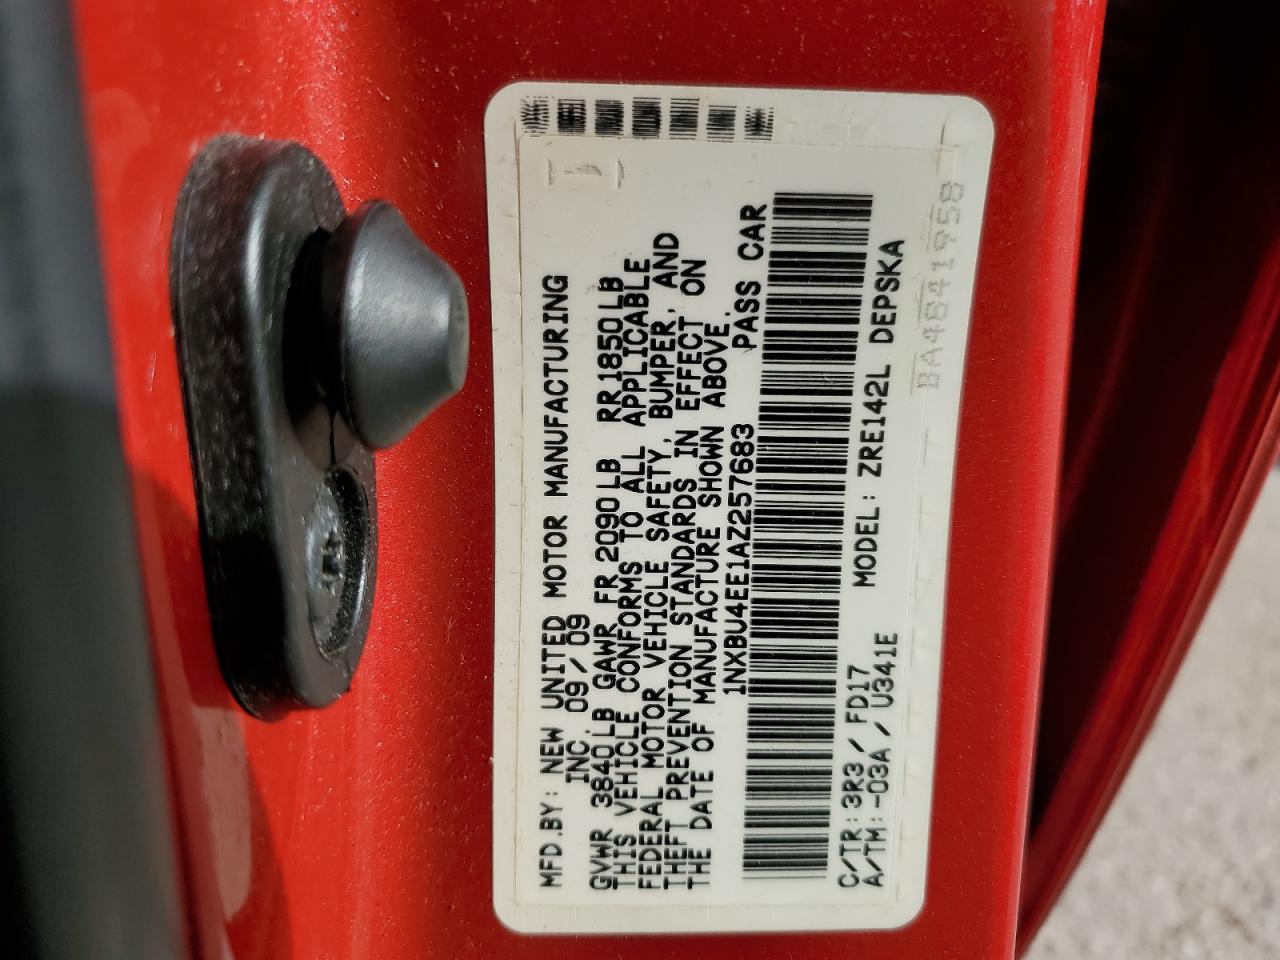 MFD.BY: NEW UNITED MOTOR MANUFACTURING
INC. 09/09
GVWR 3840LB GAWR FR 2090LB RR 1850LB
THIS VEHICLE CONFORMS TO ALL APPLICABLE
FEDERAL MOTOR VEHICLE SAFETY, BUMPER, AND
THEFT PREVENTION STANDARDS IN EFFECT ON
THE DATE OF MANUFACTURE SHOWN ABOVE.
1NXBU4EE1AZ257683 PASS CAR
C/TR: 3R3/FD17 MODEL: ZRE142L DEPSKA
A/TM: -03A/U341E
BA4841958